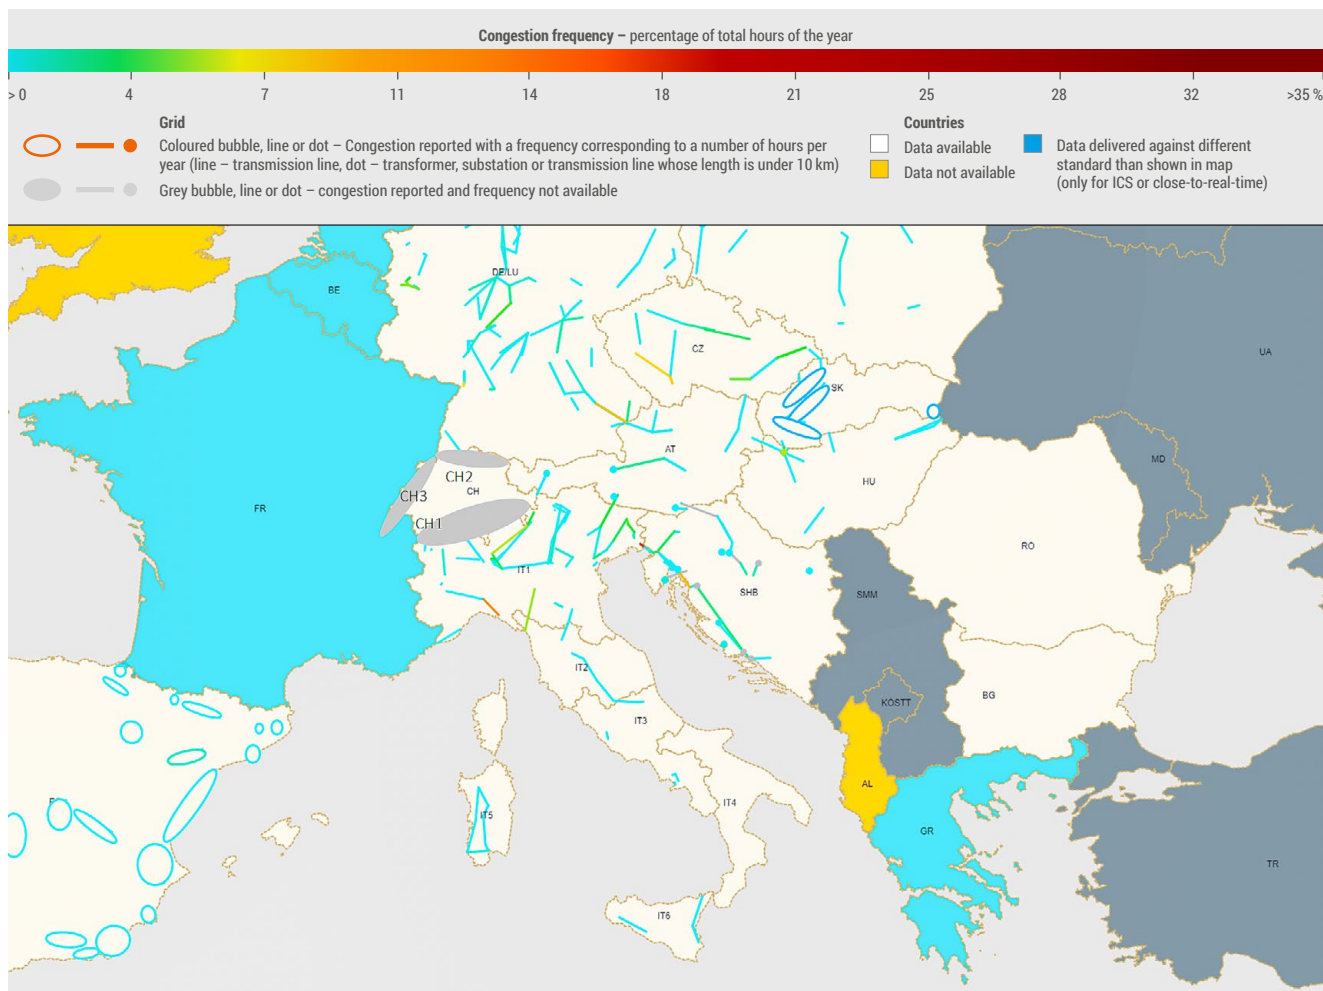 Congestion frequency – percentage of total hours of the year
> 0 4 7 11 14 18 21 25 28 32 >35 %
Grid
Coloured bubble, line or dot – Congestion reported with a frequency corresponding to a number of hours per
year (line – transmission line, dot – transformer, substation or transmission line whose length is under 10 km)
Grey bubble, line or dot – congestion reported and frequency not available
Countries
Data available
Data not available
Data delivered against different
standard than shown in map
(only for ICS or close-to-real-time)
DE/LU
BE
CZ
UA
SK
AT
MD
CH2
CH
CH3
HU
FR
CH1
RO
IT1
SHB
SMM
IT2
BG
KOSTT
IT3
AL
IT4
IT5
GR
TR
IT6